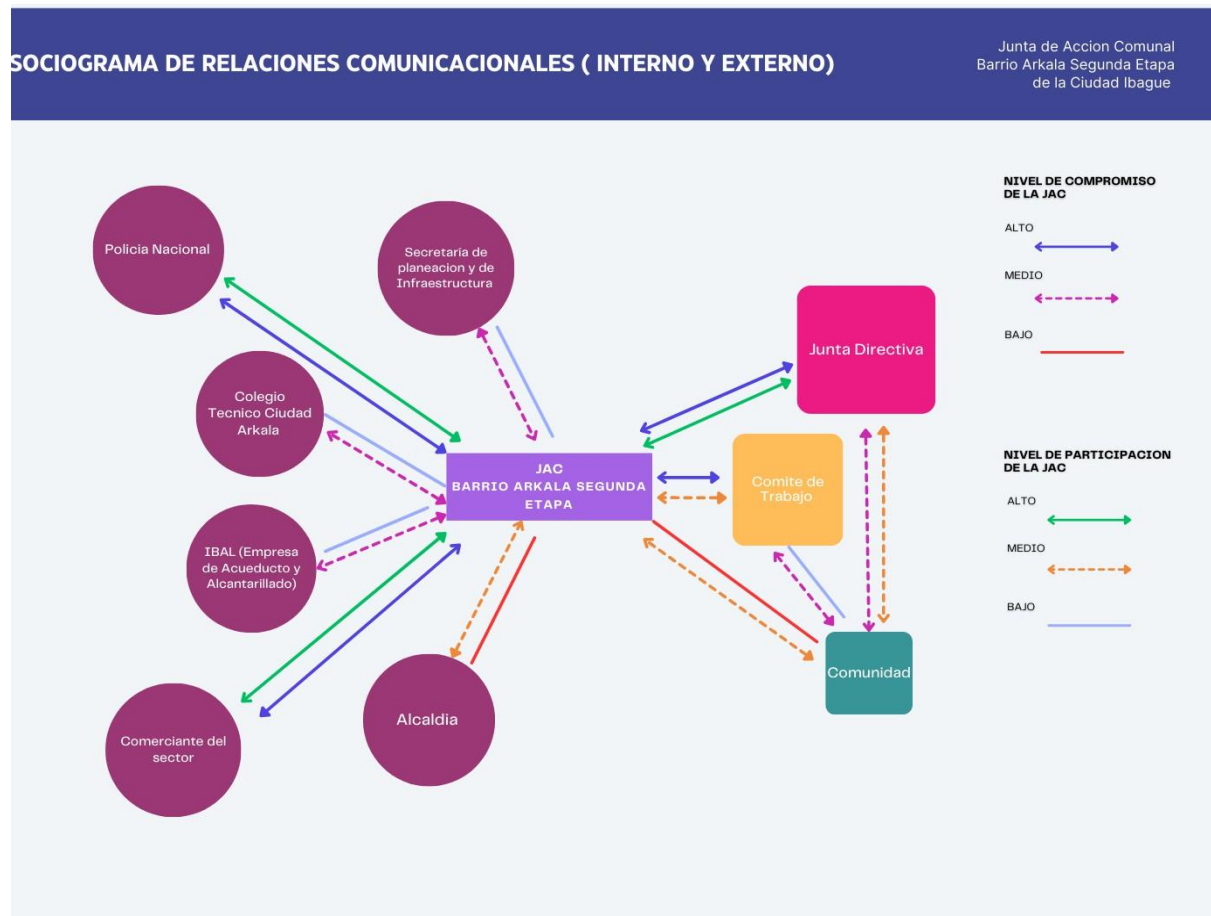 SOCIOGRAMA DE RELACIONES COMUNICACIONALES ( INTERNO Y EXTERNO)
Junta de Accion Comunal
Barrio Arkala Segunda Etapa
de la Ciudad Ibague
Policia Nacional
Secretaría de
planeacion y de
Infraestructura
Colegio
Tecnico Ciudad
Arkala
IBAL (Empresa
de Acueducto y
Alcantarillado)
Comerciante del
sector
Alcaldia
JAC
BARRIO ARKALA SEGUNDA
ETAPA
Junta Directiva
Comite de
Trabajo
Comunidad
NIVEL DE COMPROMISO
DE LA JAC
ALTO
MEDIO
BAJO
NIVEL DE PARTICIPACION
DE LA JAC
ALTO
MEDIO
BAJO